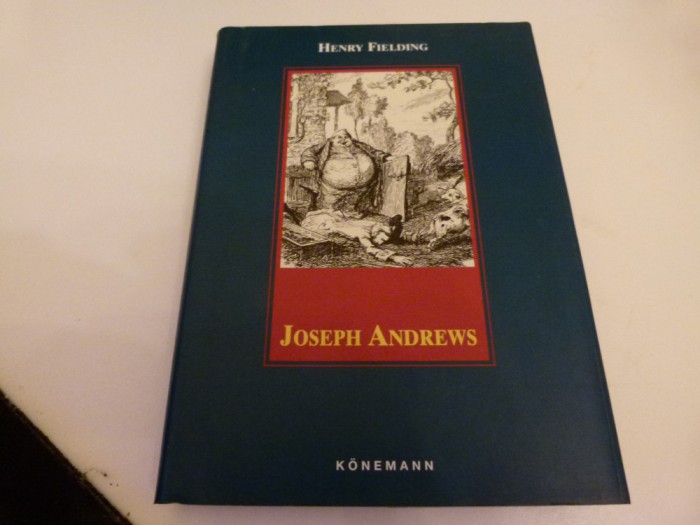 HENRY FIELDING
JOSEPH ANDREWS
KÖNEMANN